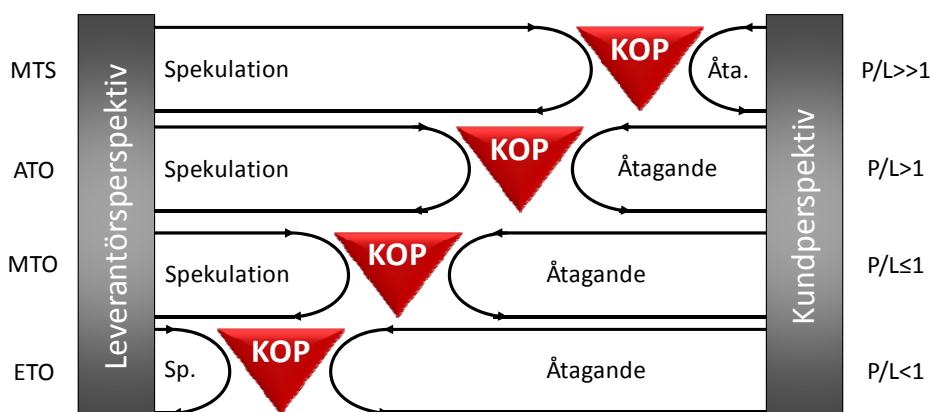 Leverantörsperspektiv
Kundperspektiv
MTS
Spekulation
KOP
Åta.
P/L>>1
ATO
Spekulation
KOP
Åtagande
P/L>1
MTO
Spekulation
KOP
Åtagande
P/L≤1
ETO
Sp.
KOP
Åtagande
P/L<1